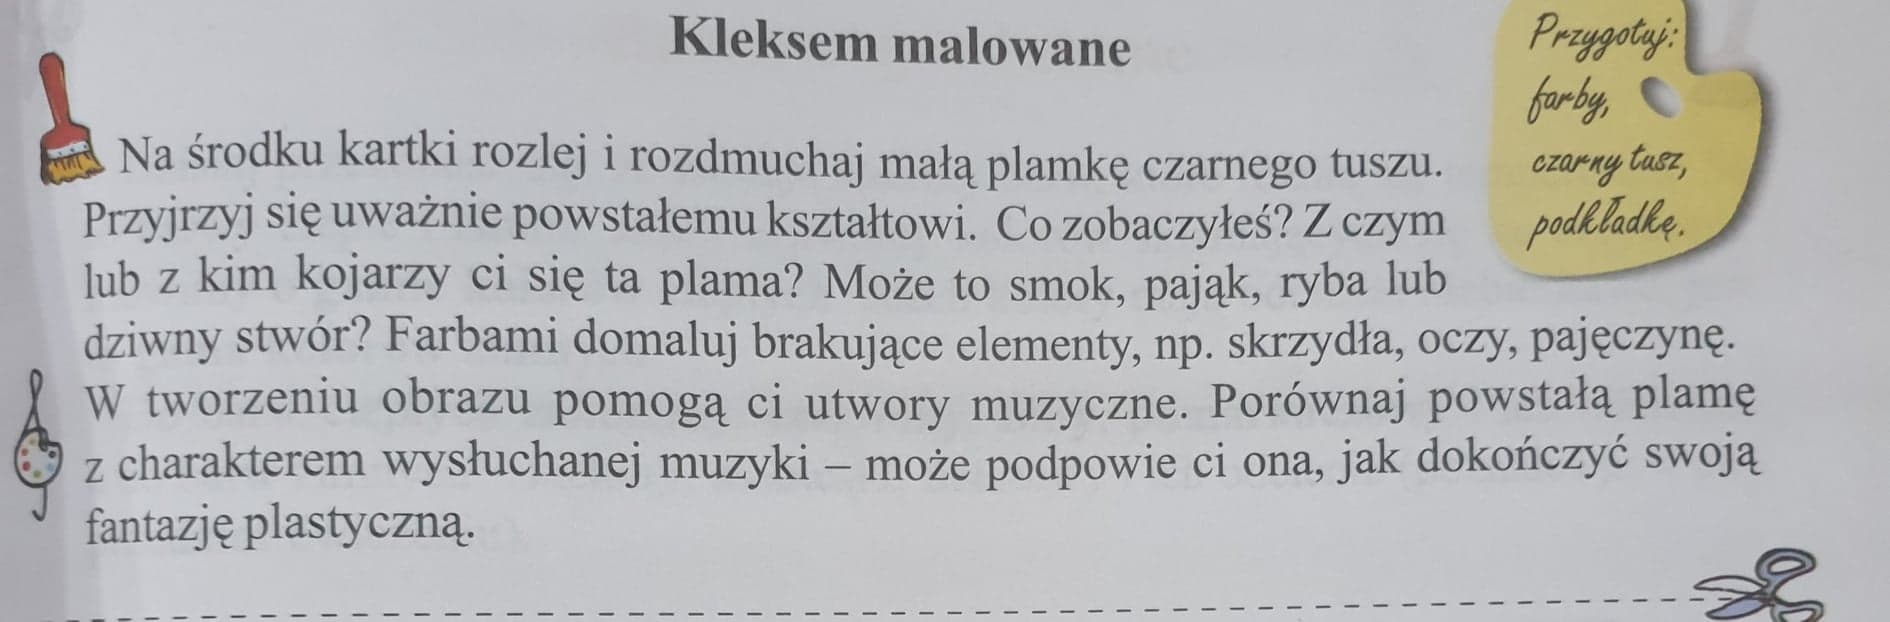 Kleksem malowane
Przygotuj:
farby,
czarny tusz,
podkładkę.
Na środku kartki rozlej i rozdmuchaj małą plamkę czarnego tuszu.
Przyjrzyj się uważnie powstałemu kształtowi. Co zobaczyłeś? Z czym
lub z kim kojarzy ci się ta plama? Może to smok, pająk, ryba lub
dziwny stwór? Farbami domaluj brakujące elementy, np. skrzydła, oczy, pajęczynę.
W tworzeniu obrazu pomogą ci utwory muzyczne. Porównaj powstałą plamę
z charakterem wysłuchanej muzyki – może podpowie ci ona, jak dokończyć swoją
fantazję plastyczną.